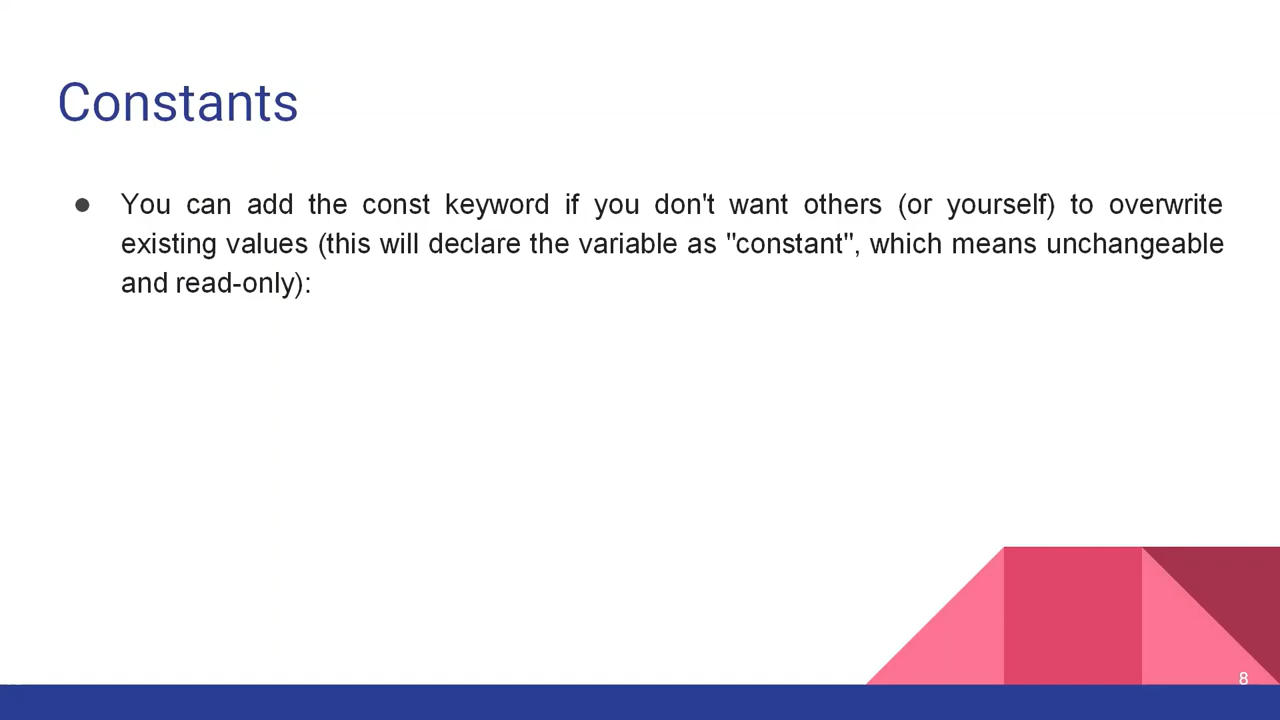 Constants
● You can add the const keyword if you don't want others (or yourself) to overwrite
existing values (this will declare the variable as "constant", which means unchangeable
and read-only):
8